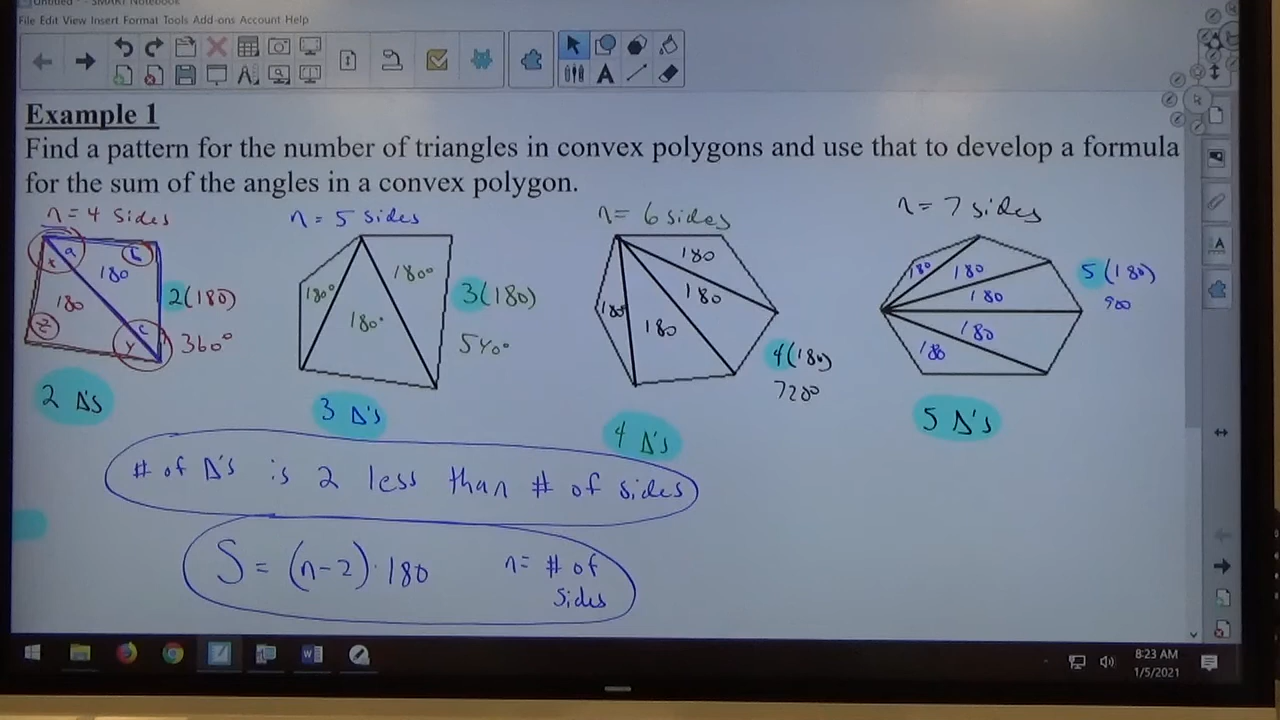 Untitled * - SMART Notebook
File Edit View Insert Format Tools Add-ons Account Help
Example 1
Find a pattern for the number of triangles in convex polygons and use that to develop a formula
for the sum of the angles in a convex polygon.
n = 4 sides
n = 5 sides
n = 6 sides
n = 7 sides
x a b
180
180
z y c
2(180)
360°
2 Δ's
180°
180°
180°
3(180)
540°
3 Δ's
180
180
180
180
4(180)
720°
4 Δ's
180
180
180
180
180
5(180)
900
5 Δ's
# of Δ's is 2 less than # of sides
S = (n-2)·180 n = # of
sides
8:23 AM
1/5/2021